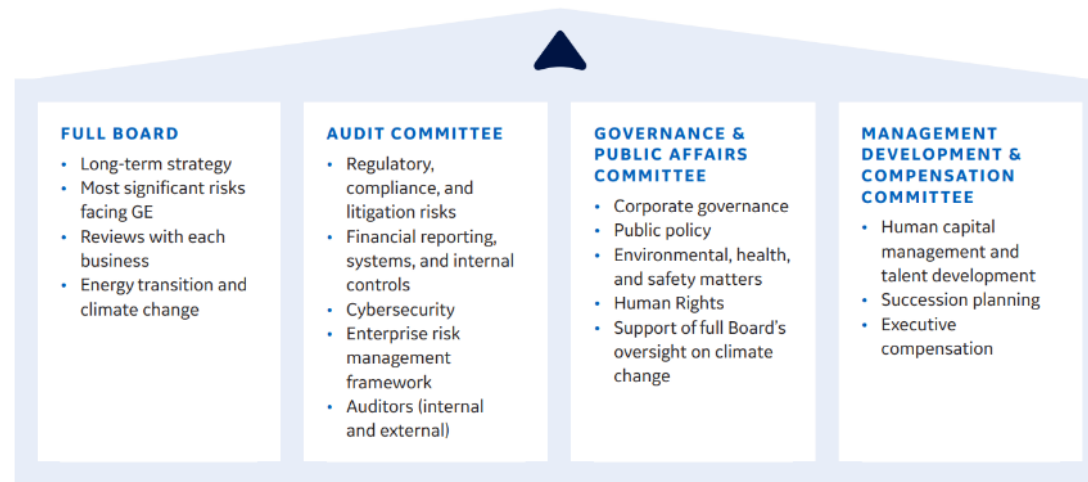 FULL BOARD
• Long-term strategy
• Most significant risks
facing GE
• Reviews with each
business
• Energy transition and
climate change
AUDIT COMMITTEE
• Regulatory,
compliance, and
litigation risks
• Financial reporting,
systems, and internal
controls
• Cybersecurity
• Enterprise risk
management
framework
• Auditors (internal
and external)
GOVERNANCE &
PUBLIC AFFAIRS
COMMITTEE
• Corporate governance
• Public policy
• Environmental, health,
and safety matters
• Human Rights
• Support of full Board's
oversight on climate
change
MANAGEMENT
DEVELOPMENT &
COMPENSATION
COMMITTEE
• Human capital
management and
talent development
• Succession planning
• Executive
compensation